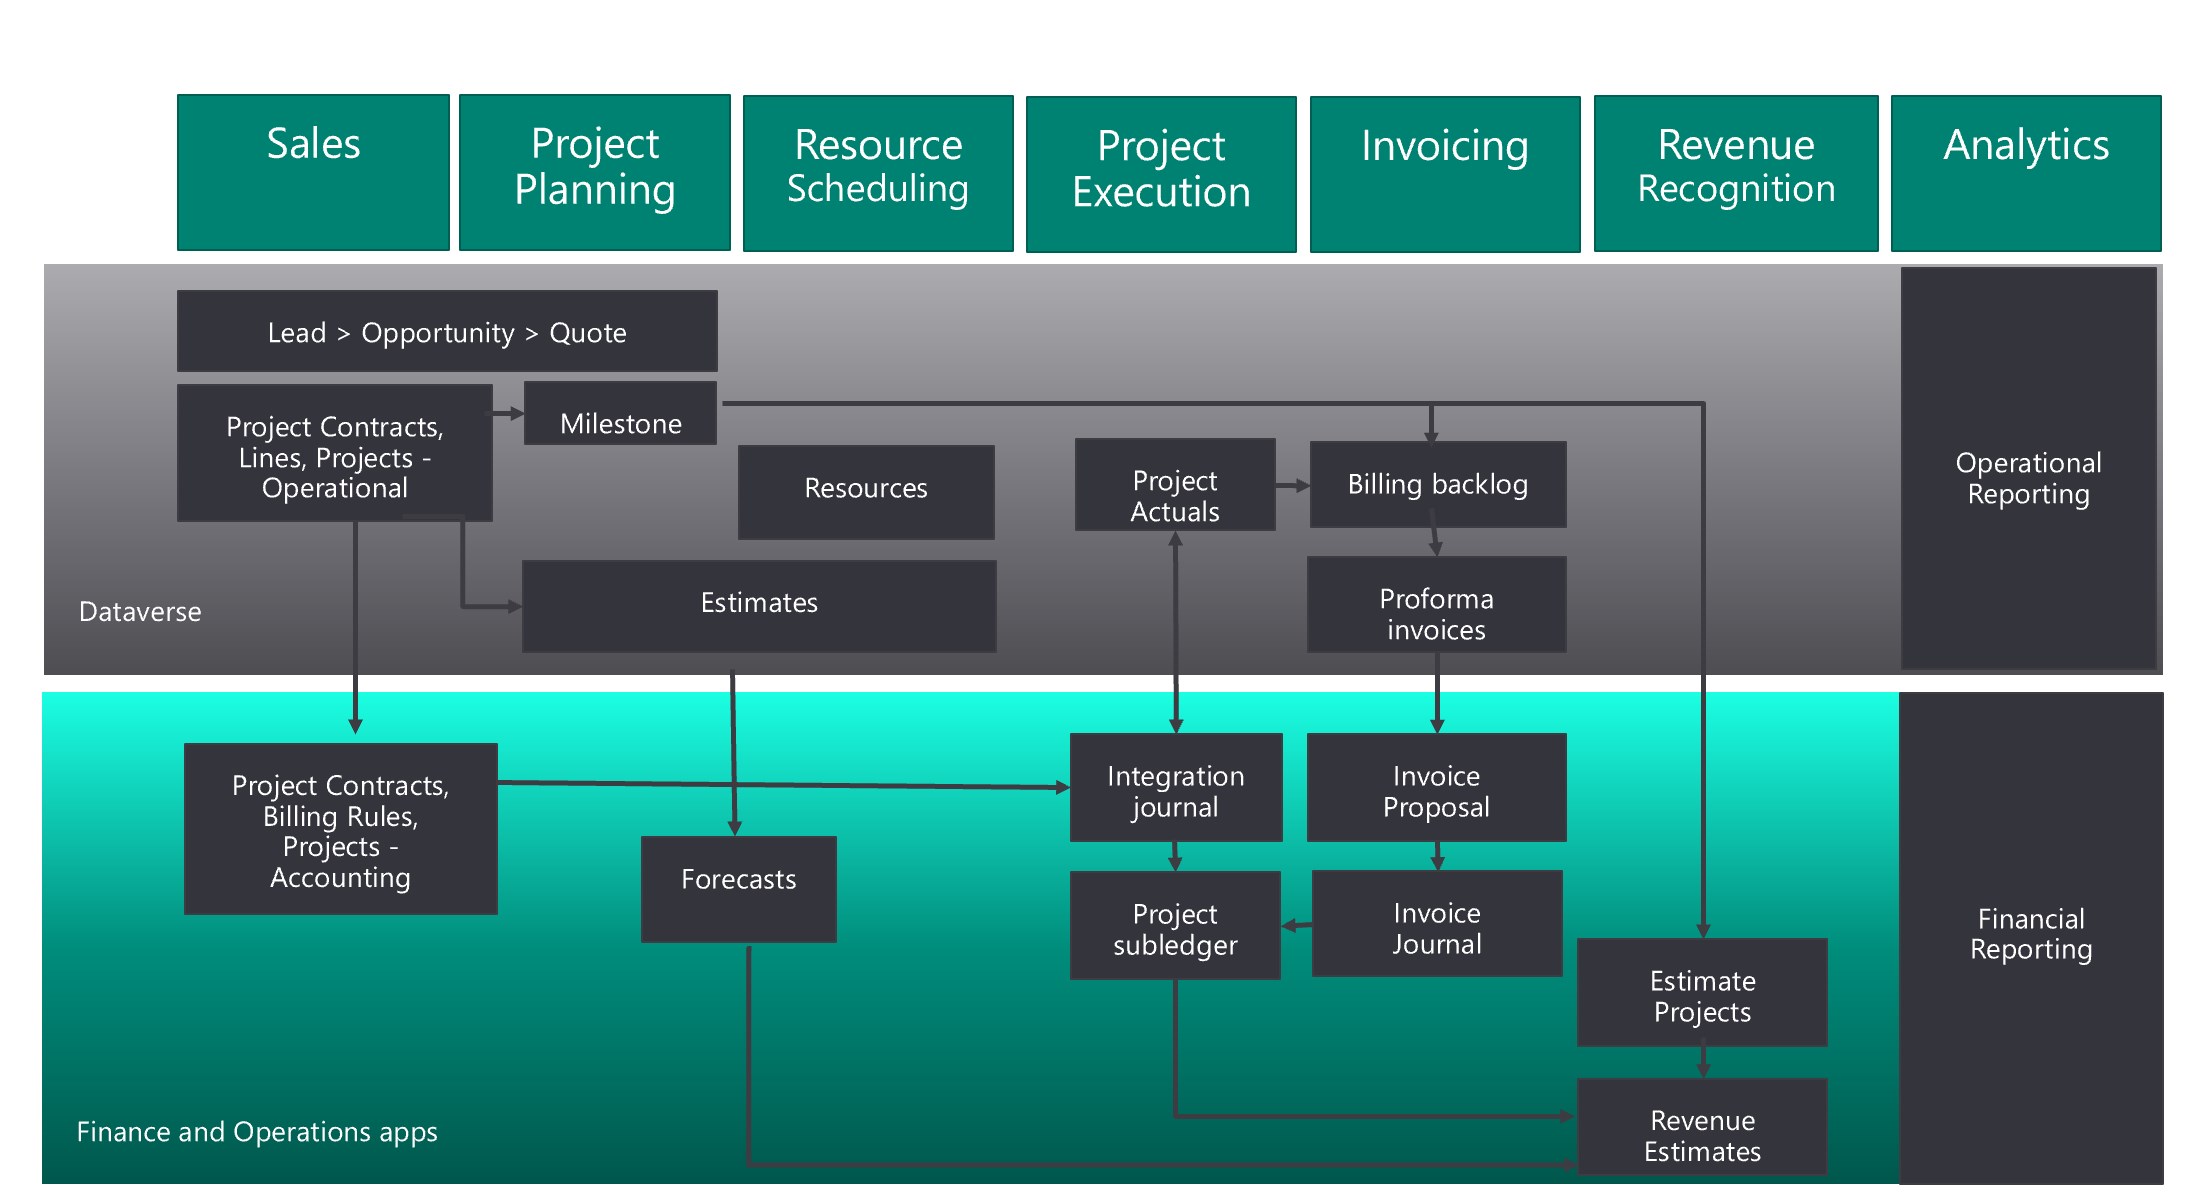 Sales
Project
Planning
Resource
Scheduling
Project
Execution
Invoicing
Revenue
Recognition
Analytics
Lead > Opportunity > Quote
Project Contracts,
Lines, Projects -
Operational
Milestone
Resources
Estimates
Project
Actuals
Billing backlog
Proforma
invoices
Operational
Reporting
Dataverse
Project Contracts,
Billing Rules,
Projects -
Accounting
Forecasts
Integration
journal
Invoice
Proposal
Project
subledger
Invoice
Journal
Estimate
Projects
Revenue
Estimates
Financial
Reporting
Finance and Operations apps